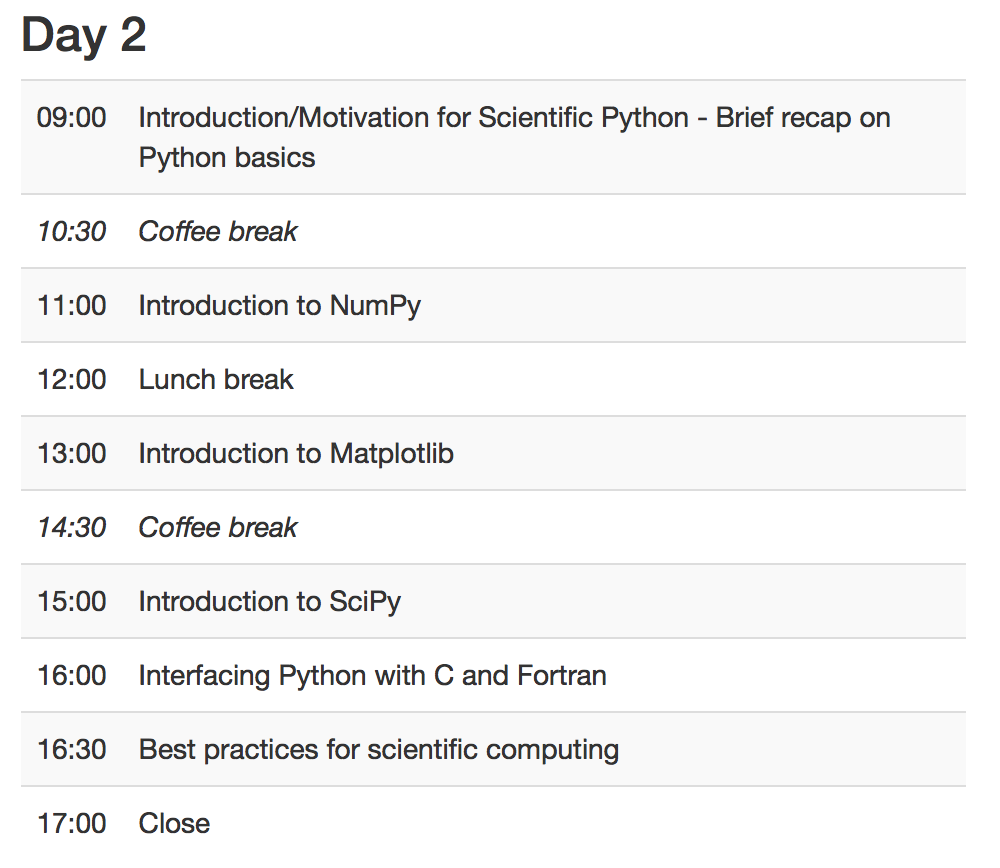 Day 2
09:00 Introduction/Motivation for Scientific Python - Brief recap on
Python basics
10:30 Coffee break
11:00 Introduction to NumPy
12:00 Lunch break
13:00 Introduction to Matplotlib
14:30 Coffee break
15:00 Introduction to SciPy
16:00 Interfacing Python with C and Fortran
16:30 Best practices for scientific computing
17:00 Close